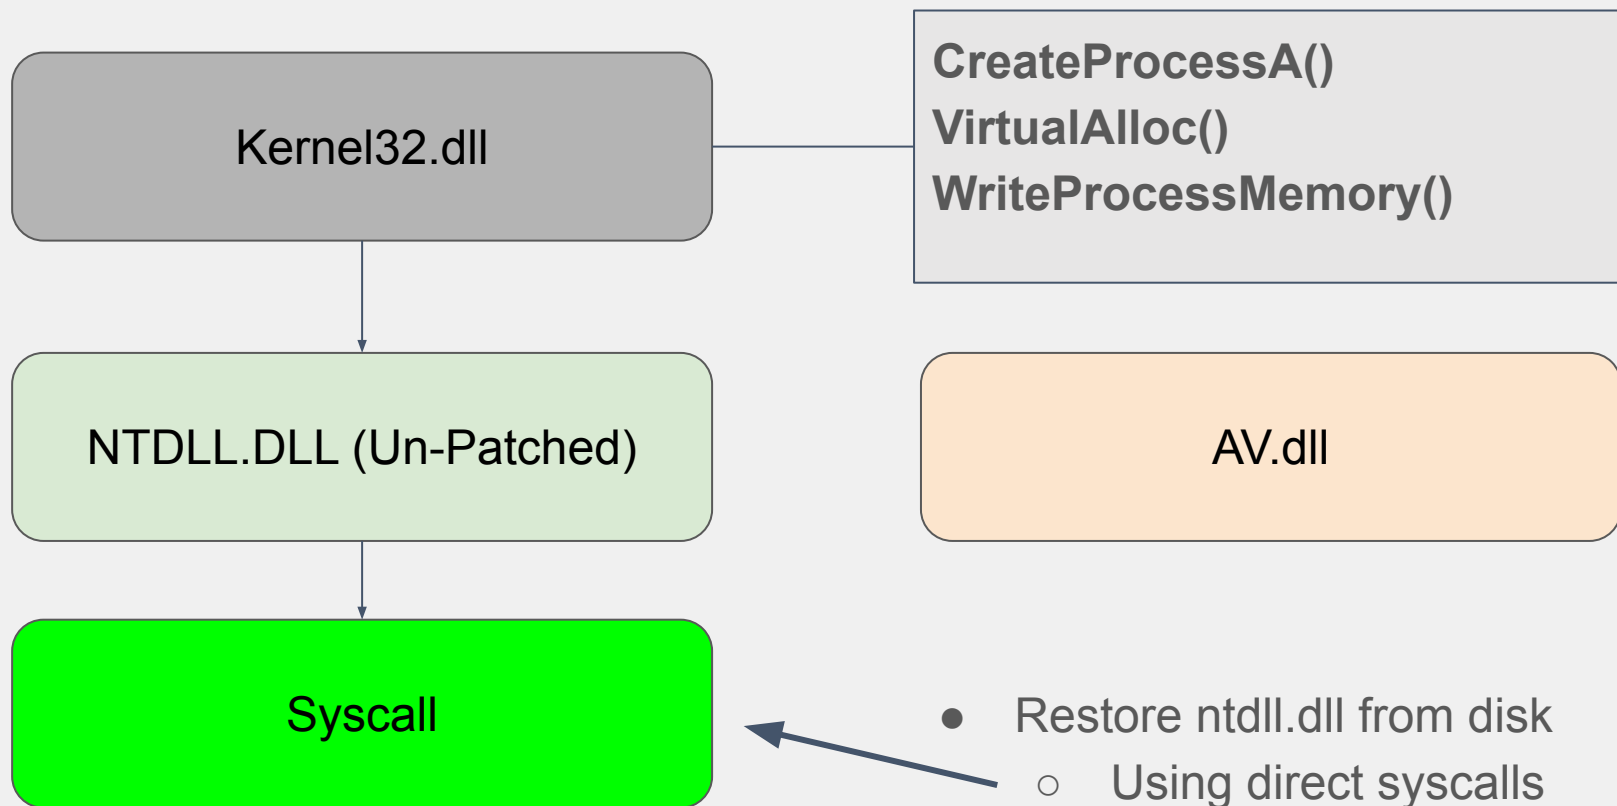 Kernel32.dll
CreateProcessA()
VirtualAlloc()
WriteProcessMemory()
NTDLL.DLL (Un-Patched)
AV.dll
Syscall
● Restore ntdll.dll from disk
○ Using direct syscalls